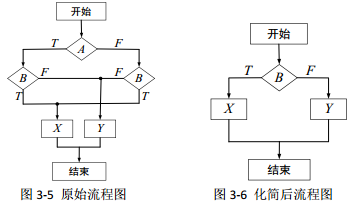 开始
T A F
B F F B
T T
X Y
结束
图 3-5 原始流程图
开始
T B F
X Y
结束
图 3-6 化简后流程图